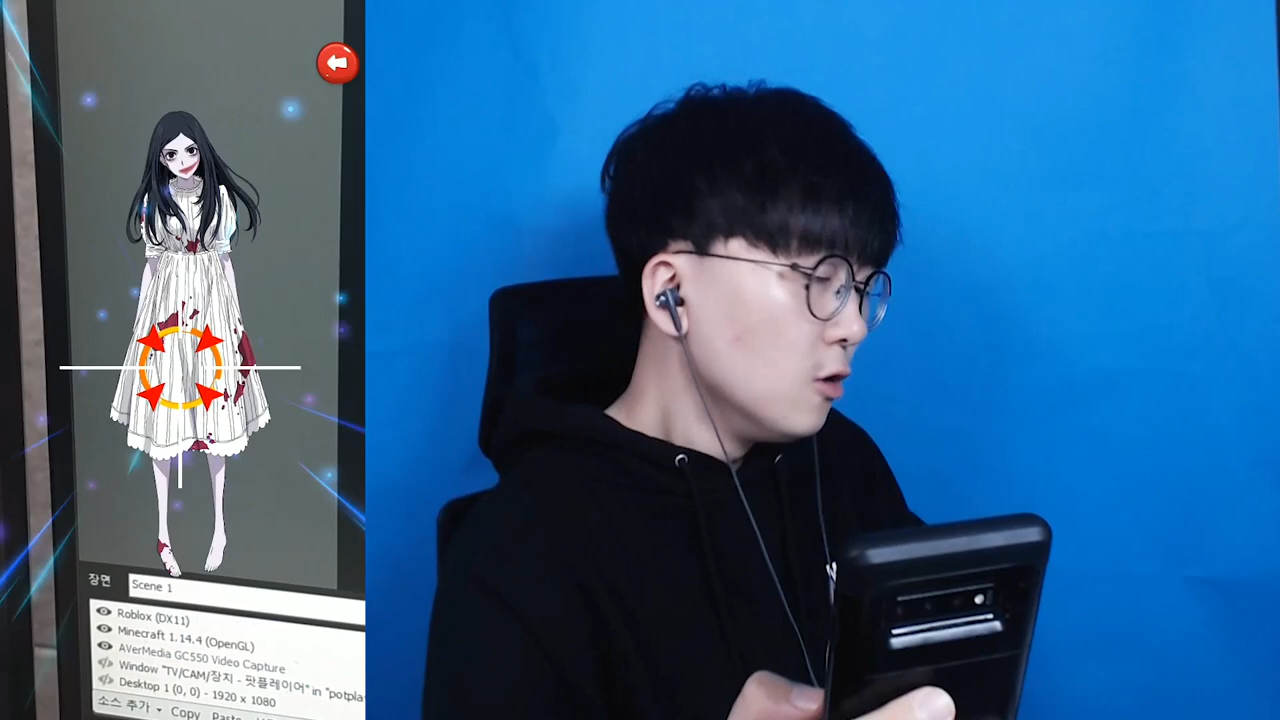 장면
Scene 1
Roblox (DX11)
Minecraft 1.14.4 (OpenGL)
AVerMedia GC550 Video Capture
Window "TV/CAM/장치 - 팟플레이어" in "potpla
Desktop 1 (0, 0) - 1920 x 1080
소스 추가 Copy Paste